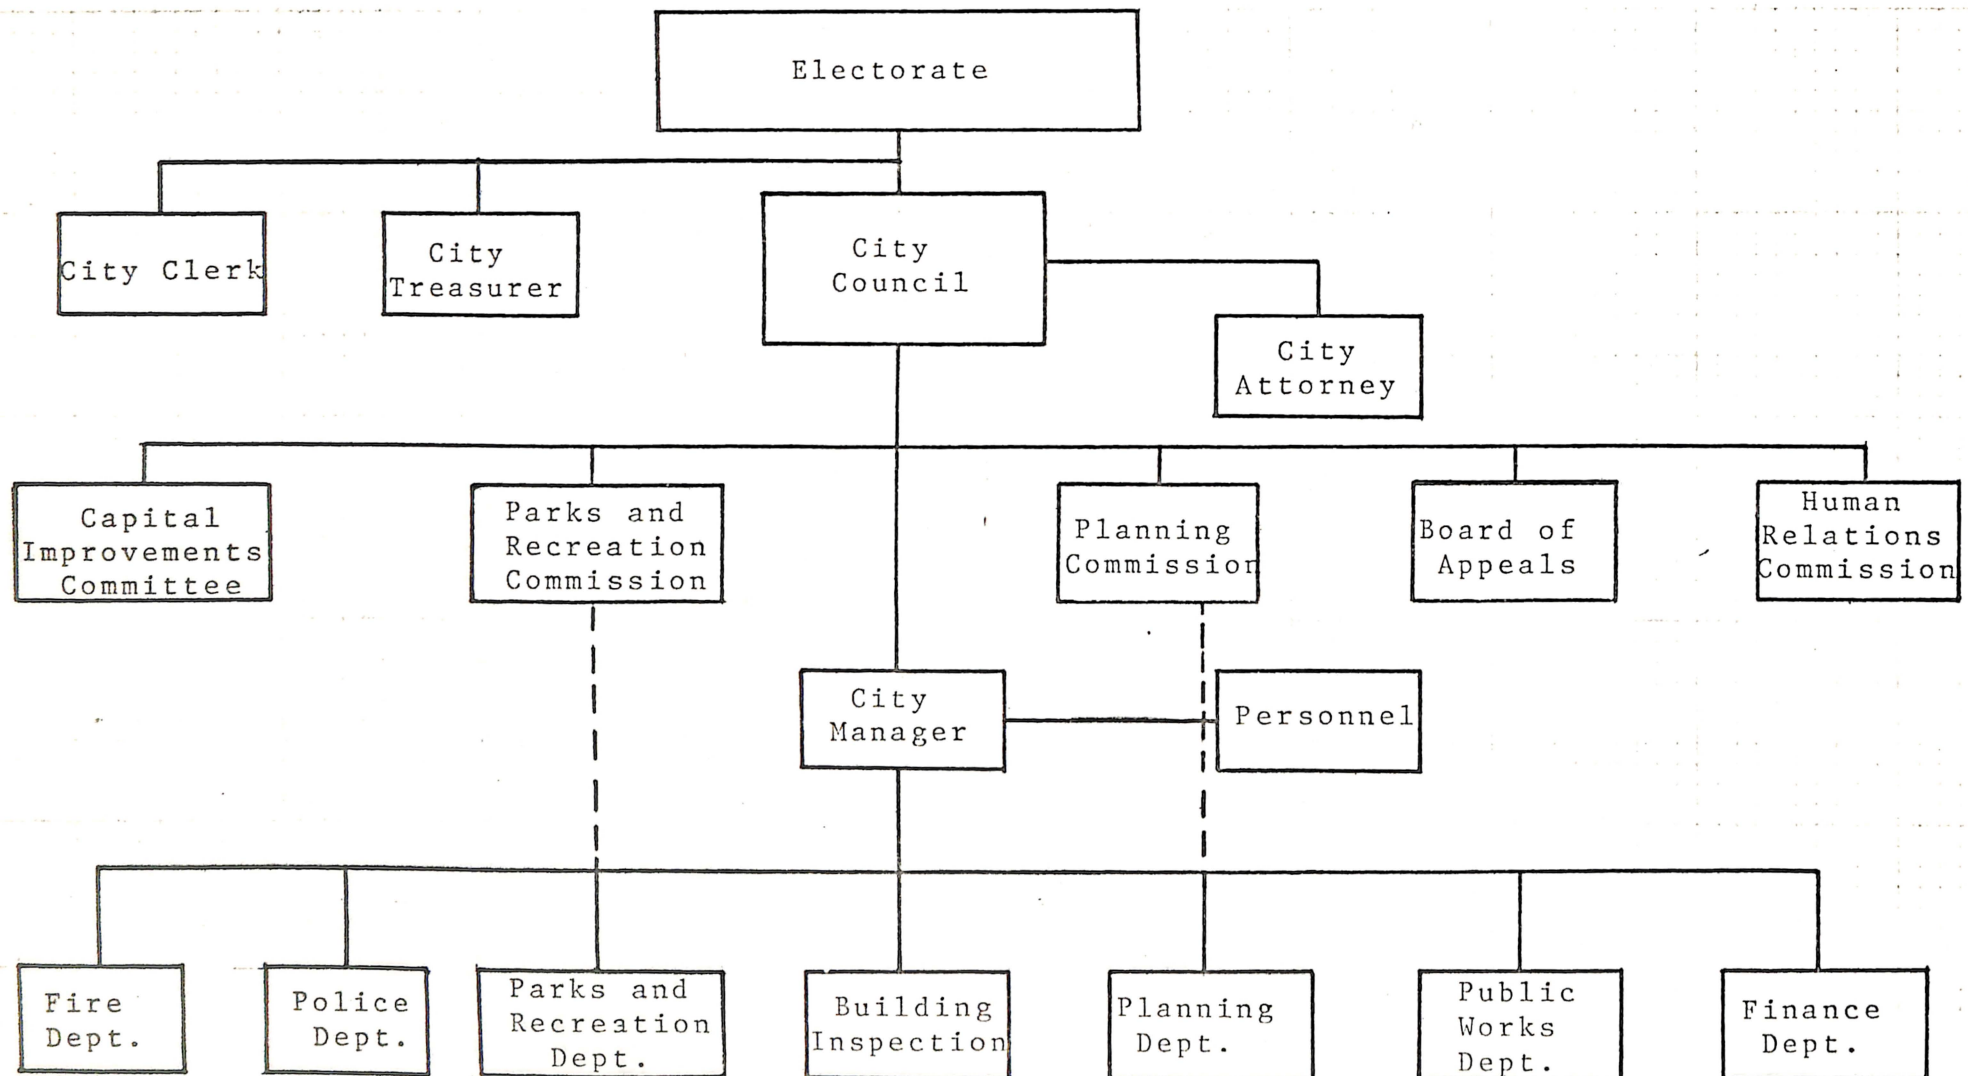 Electorate
City Clerk
City
Treasurer
City
Council
City
Attorney
Capital
Improvements
Committee
Parks and
Recreation
Commission
Planning
Commission
Board of
Appeals
Human
Relations
Commission
City
Manager
Personnel
Fire
Dept.
Police
Dept.
Parks and
Recreation
Dept.
Building
Inspection
Planning
Dept.
Public
Works
Dept.
Finance
Dept.